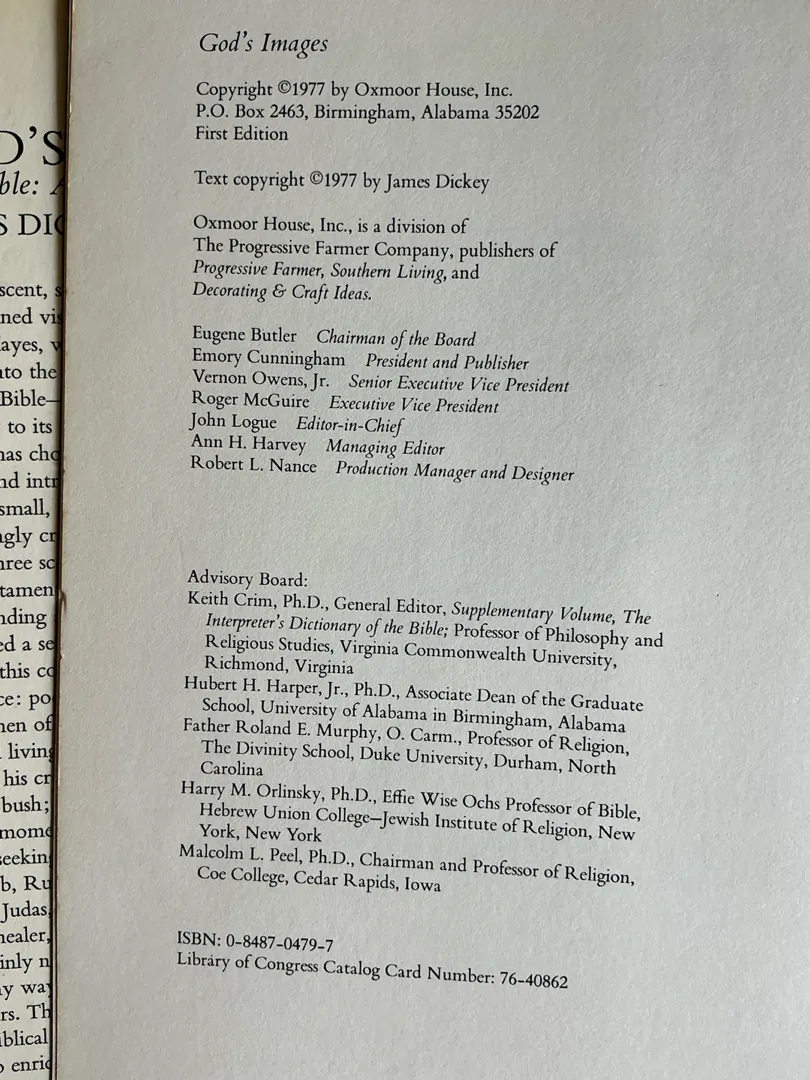 God's Images
Copyright ©1977 by Oxmoor House, Inc.
P.O. Box 2463, Birmingham, Alabama 35202
First Edition
Text copyright ©1977 by James Dickey
Oxmoor House, Inc., is a division of
The Progressive Farmer Company, publishers of
Progressive Farmer, Southern Living, and
Decorating & Craft Ideas.
Eugene Butler Chairman of the Board
Emory Cunningham President and Publisher
Vernon Owens, Jr. Senior Executive Vice President
Roger McGuire Executive Vice President
John Logue Editor-in-Chief
Ann H. Harvey Managing Editor
Robert L. Nance Production Manager and Designer
Advisory Board:
Keith Crim, Ph.D., General Editor, Supplementary Volume, The
Interpreter's Dictionary of the Bible; Professor of Philosophy and
Religious Studies, Virginia Commonwealth University,
Richmond, Virginia
Hubert H. Harper, Jr., Ph.D., Associate Dean of the Graduate
School, University of Alabama in Birmingham, Alabama
Father Roland E. Murphy, O. Carm., Professor of Religion,
The Divinity School, Duke University, Durham, North
Carolina
Harry M. Orlinsky, Ph.D., Effie Wise Ochs Professor of Bible,
Hebrew Union College–Jewish Institute of Religion, New
York, New York
Malcolm L. Peel, Ph.D., Chairman and Professor of Religion,
Coe College, Cedar Rapids, Iowa
ISBN: 0-8487-0479-7
Library of Congress Catalog Card Number: 76-40862